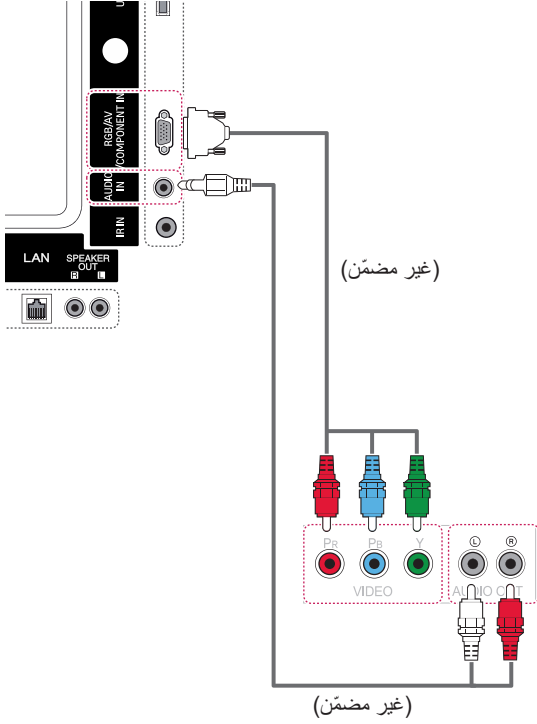 U
RGB/AV
/COMPONENT IN
AUDIO
IN
IR IN
LAN
SPEAKER
OUT
R L
(غير مضمّن)
PR PB Y
VIDEO
L R
AUDIO OUT
(غير مضمّن)